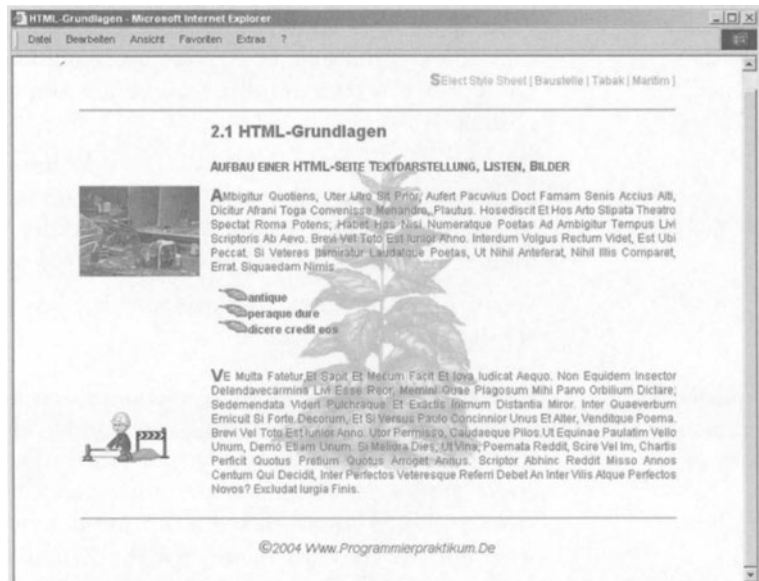 HTML-Grundlagen - Microsoft Internet Explorer
Datei Bearbeiten Ansicht Favoriten Extras ?
SElect Style Sheet [ Baustelle | Tabak | Maritim ]
2.1 HTML-Grundlagen
AUFBAU EINER HTML-SEITE TEXTDARSTELLUNG, LISTEN, BILDER
AMbigitur Quotiens, Uter Utro Sit Prior, Aufert Pacuvius Doct Famam Senis Accius Alti,
Dicitur Afrani Toga Convenisse Menandro, Plautus. Hosediscit Et Hos Arto Stipata Theatro
Spectat Roma Potens; Habet Hos Nisi Numeratque Poetas Ad Ambigitur Tempus Livi
Scriptoris Ab Aevo. Brevi Vel Toto Est Iunior Anno. Interdum Volgus Rectum Videt, Est Ubi
Peccat. Si Veteres Itamiratur Laudatque Poetas, Ut Nihil Anteferat, Nihil Illis Comparet,
Errat. Siquaedam Nimis
antique
peraque dure
dicere credit eos
VE Multa Fatetur,Et Sapit Et Mecum Facit Et Iova Iudicat Aequo. Non Equidem Insector
Delendavecarmina Livi Esse Reor, Memini Quae Plagosum Mihi Parvo Orbilium Dictare;
Sedemendata Videri Pulchraque Et Exactis Inimum Distantia Miror. Inter Quaeverbum
Emicuit Si Forte Decorum, Et Si Versus Paulo Concinnior Unus Et Alter, Venditque Poema.
Brevi Vel Toto Est Iunior Anno. Utor Permisso, Caudaeque Pilos Ut Equinae Paulatim Vello
Unum, Demo Etiam Unum. Si Meliora Dies, Ut Vina, Poemata Reddit, Scire Vel Im, Chartis
Perficit Quotus Pretium Quotus Arroget Annus. Scriptor Abhinc Reddit Misso Annos
Centum Qui Decidit, Inter Perfectos Veteresque Referri Debet An Inter Vilis Atque Perfectos
Novos? Excludat Iurgia Finis.
©2004 Www.Programmierpraktikum.De